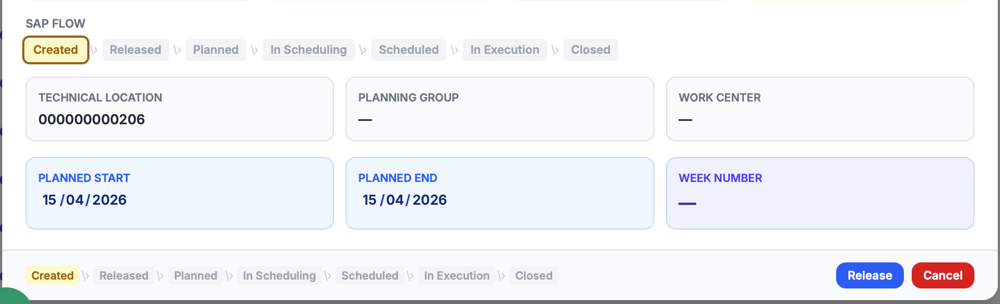 SAP FLOW
Created \› Released \› Planned \› In Scheduling \› Scheduled \› In Execution \› Closed
TECHNICAL LOCATION
000000000206
PLANNING GROUP
—
WORK CENTER
—
PLANNED START
15/04/2026
PLANNED END
15/04/2026
WEEK NUMBER
—
Created \› Released \› Planned \› In Scheduling \› Scheduled \› In Execution \› Closed
Release
Cancel